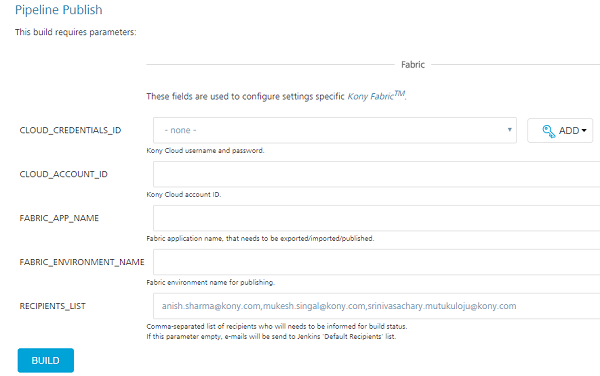 Pipeline Publish
This build requires parameters:
Fabric
These fields are used to configure settings specific Kony Fabric™.
CLOUD_CREDENTIALS_ID
- none -
ADD
Kony Cloud username and password.
CLOUD_ACCOUNT_ID
Kony Cloud account ID.
FABRIC_APP_NAME
Fabric application name, that needs to be exported/imported/published.
FABRIC_ENVIRONMENT_NAME
Fabric environment name for publishing.
RECIPIENTS_LIST
anish.sharma@kony.com,mukesh.singal@kony.com,srinivasachary.mutukuloju@kony.com
Comma-separated list of recipients who will needs to be informed for build status.
If this parameter empty, e-mails will be send to Jenkins 'Default Recipients' list.
BUILD